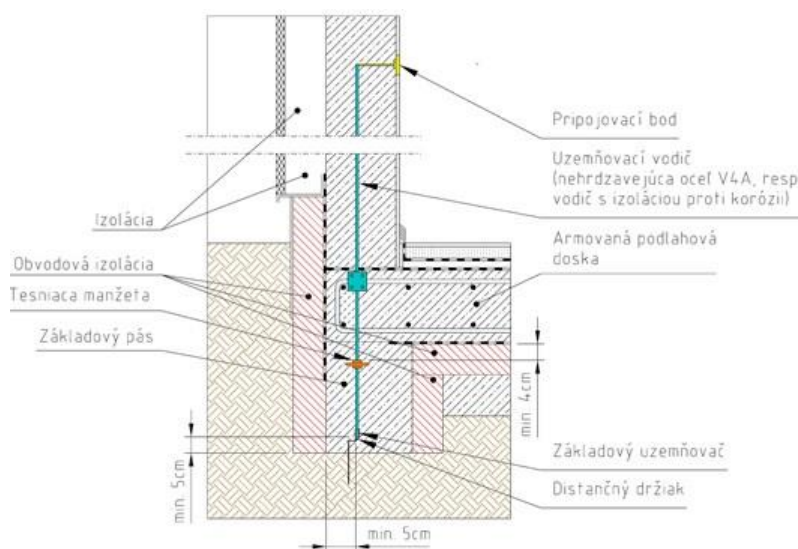 Pripojovací bod
Uzemňovací vodič
(nehrdzavejúca oceľ V4A, resp
vodič s izoláciou proti korózii)
Armovaná podlahová
doska
Izolácia
Obvodová izolácia
Tesniaca manžeta
Základový pás
min. 4cm
Základový uzemňovač
Distančný držiak
min. 5cm
min. 5cm